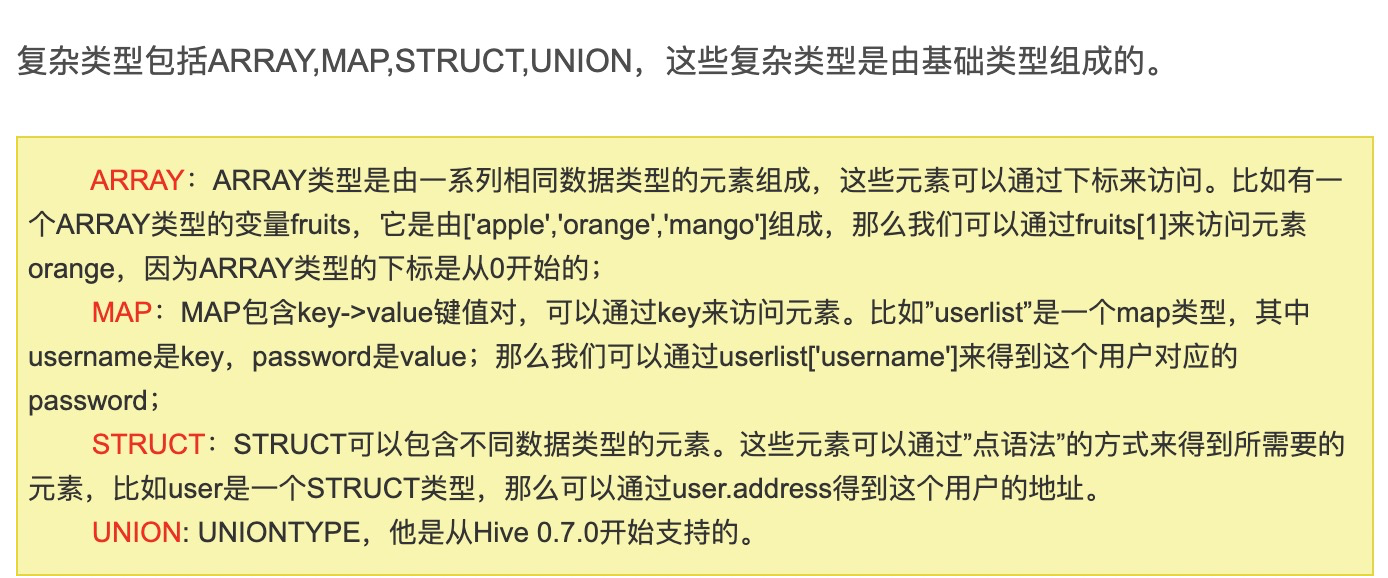 复杂类型包括ARRAY,MAP,STRUCT,UNION，这些复杂类型是由基础类型组成的。
ARRAY：ARRAY类型是由一系列相同数据类型的元素组成，这些元素可以通过下标来访问。比如有一
个ARRAY类型的变量fruits，它是由['apple','orange','mango']组成，那么我们可以通过fruits[1]来访问元素
orange，因为ARRAY类型的下标是从0开始的；
MAP：MAP包含key->value键值对，可以通过key来访问元素。比如”userlist”是一个map类型，其中
username是key，password是value；那么我们可以通过userlist['username']来得到这个用户对应的
password；
STRUCT：STRUCT可以包含不同数据类型的元素。这些元素可以通过”点语法”的方式来得到所需要的
元素，比如user是一个STRUCT类型，那么可以通过user.address得到这个用户的地址。
UNION: UNIONTYPE，他是从Hive 0.7.0开始支持的。